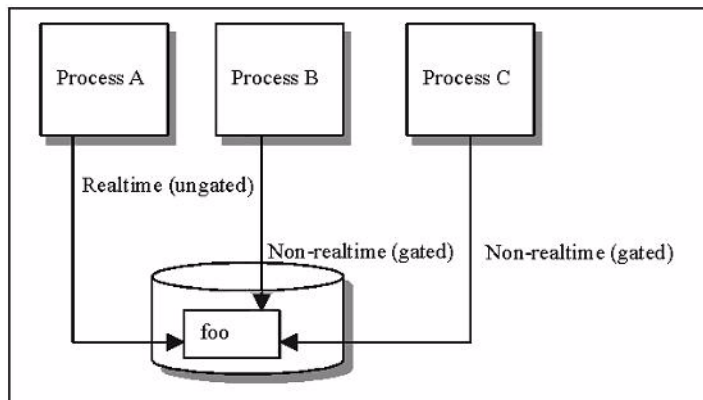 Process A
Process B
Process C
Realtime (ungated)
Non-realtime (gated)
Non-realtime (gated)
foo